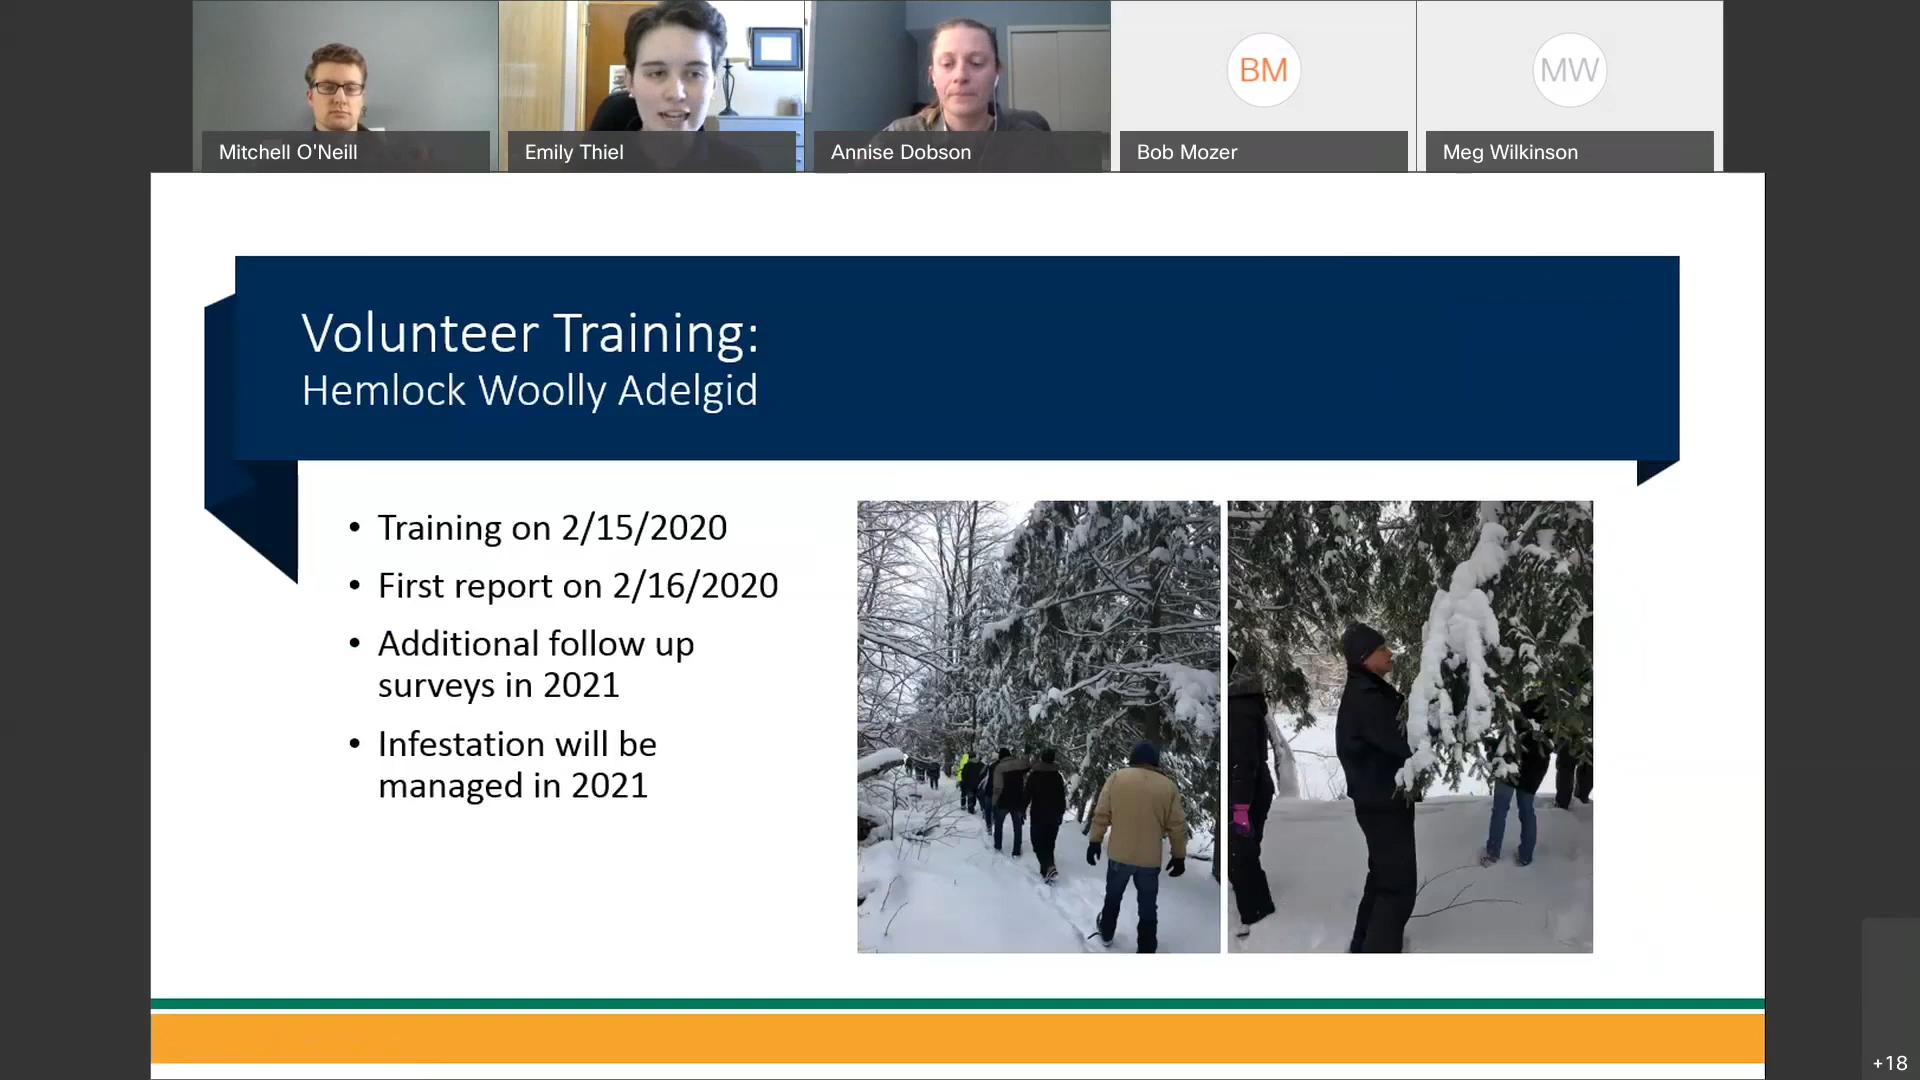 Mitchell O'Neill
Emily Thiel
Annise Dobson
BM
Bob Mozer
MW
Meg Wilkinson
Volunteer Training:
Hemlock Woolly Adelgid
• Training on 2/15/2020
• First report on 2/16/2020
• Additional follow up
surveys in 2021
• Infestation will be
managed in 2021
+18